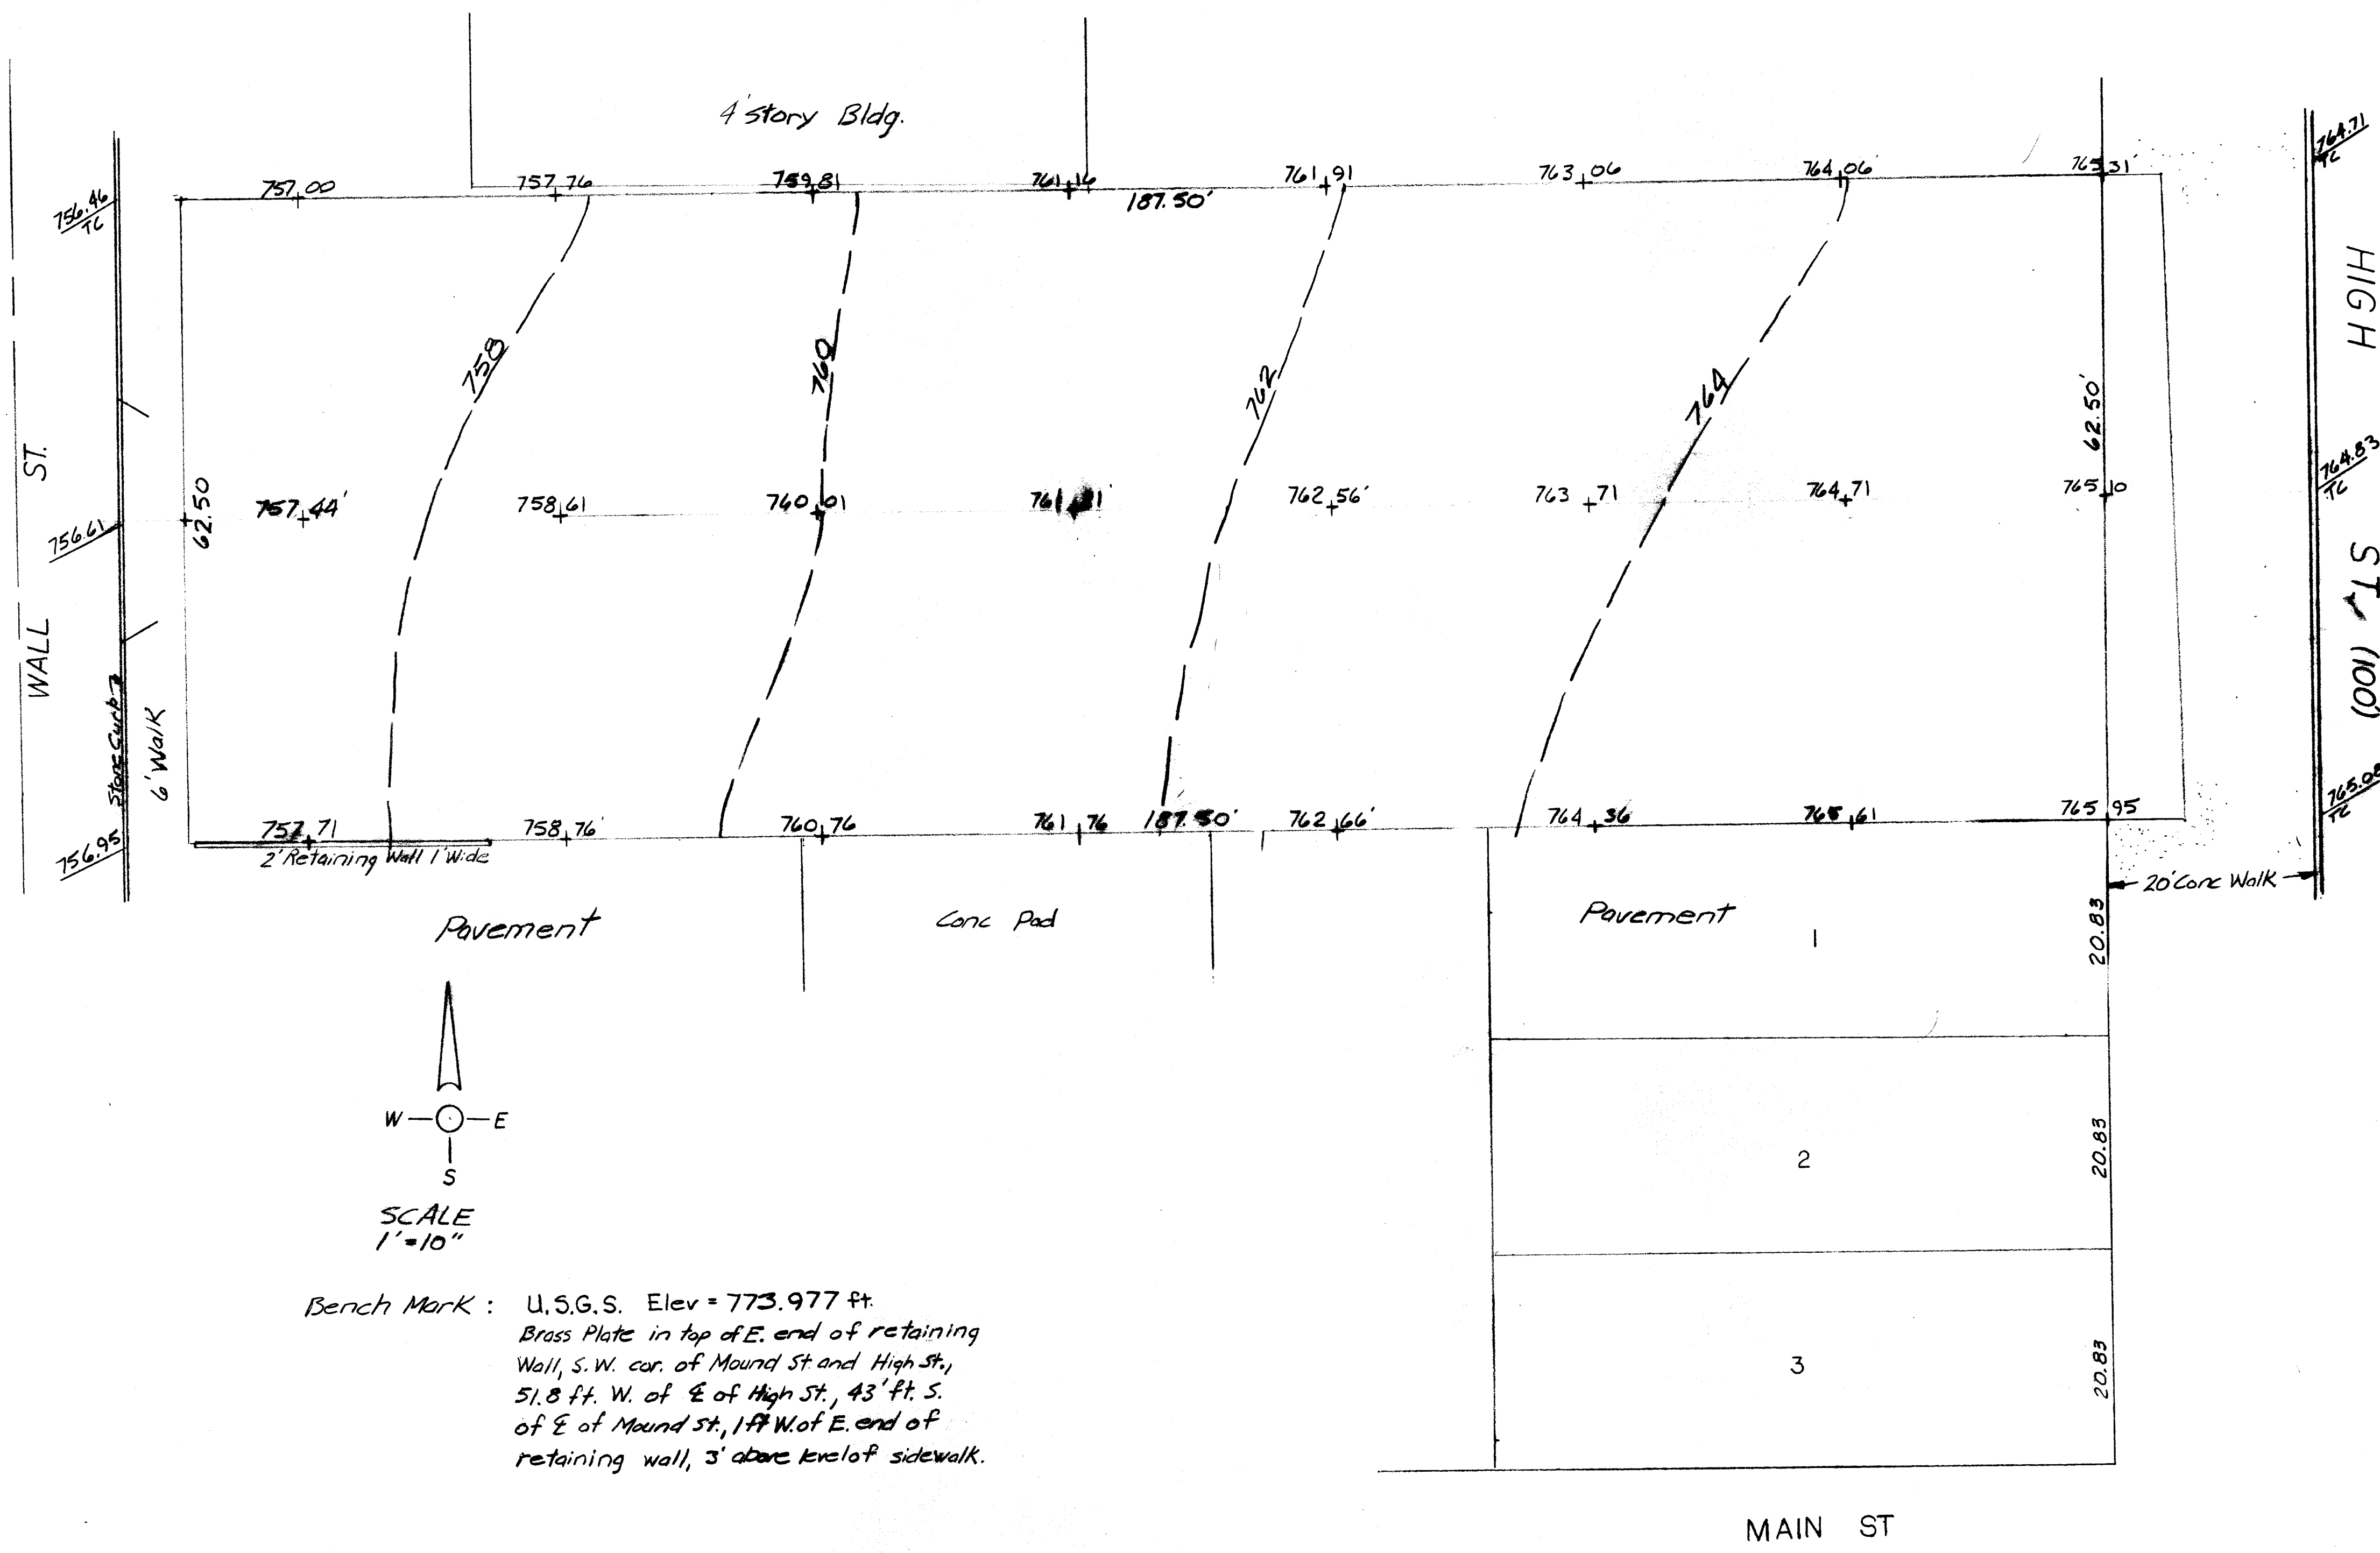 4'story Bldg.
764.71
TC
757.00
757.76
759.81
761.16
761.91
763.06
764.06'
765.31'
187.50'
756.46
TC
HIGH ST. (100')
758
760
762
764
62.50'
WALL ST.
62.50
757.44'
758.61
760.01
762.56'
763.71
764.71
765.10
764.83
TC
756.61
Stone Curb
6' Walk
757.71
758.76'
760.76
761.76
187.50'
762.66'
764.36
765.61
765.95
765.08
TC
756.95
2' Retaining Wall 1' Wide
20' Conc Walk
Pavement
Conc Pad
Pavement
1
20.83
W E
S
2
20.83
SCALE
1'=10"
Bench Mark: U.S.G.S. Elev = 773.977 ft.
Brass Plate in top of E. end of retaining
Wall, S.W. cor. of Mound St. and High St.,
51.8 ft. W. of ℄ of High St., 43' ft. S.
of ℄ of Mound St., 1 ft W. of E. end of
retaining wall, 3' above level of sidewalk.
3
20.83
MAIN ST